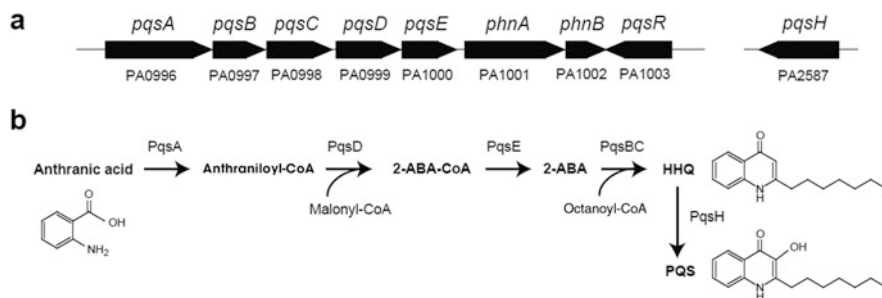 a
pqsA pqsB pqsC pqsD pqsE phnA phnB pqsR pqsH
PA0996 PA0997 PA0998 PA0999 PA1000 PA1001 PA1002 PA1003 PA2587
b
PqsA PqsD PqsE PqsBC
Anthranic acid Anthraniloyl-CoA 2-ABA-CoA 2-ABA HHQ
Malonyl-CoA Octanoyl-CoA
O
N
H
O
OH
NH2
PqsH
PQS
O
OH
N
H